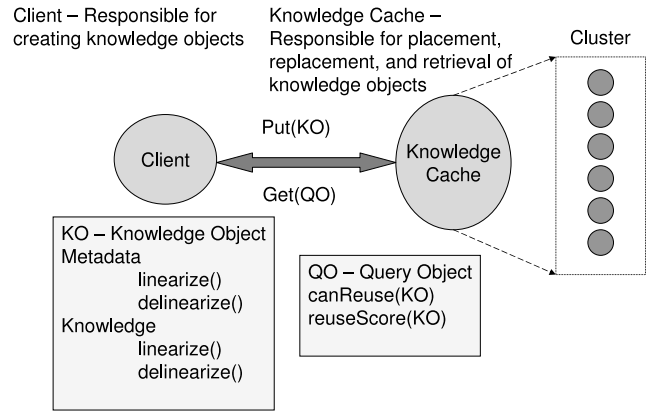 Client – Responsible for
creating knowledge objects
Knowledge Cache –
Responsible for placement,
replacement, and retrieval of
knowledge objects
Cluster
Put(KO)
Client
Knowledge
Cache
Get(QO)
KO – Knowledge Object
Metadata
linearize()
delinearize()
Knowledge
linearize()
delinearize()
QO – Query Object
canReuse(KO)
reuseScore(KO)